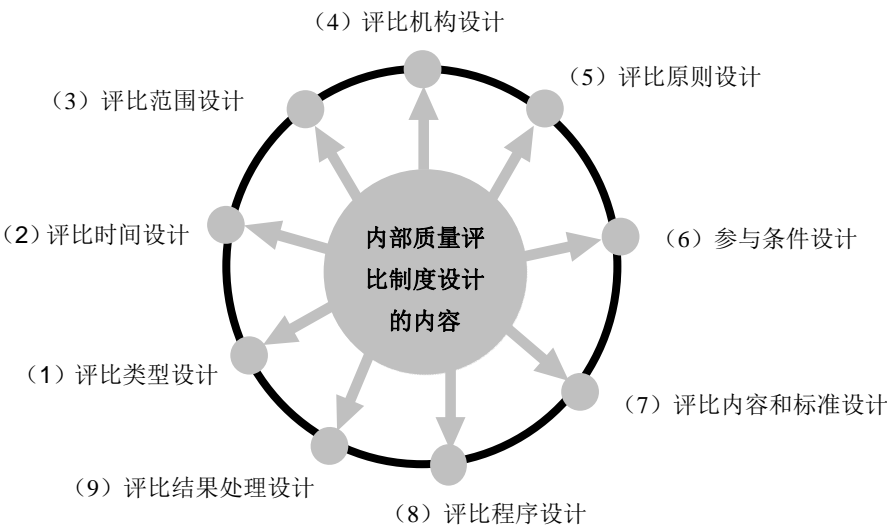 （4）评比机构设计
（5）评比原则设计
（3）评比范围设计
（2）评比时间设计
内部质量评
比制度设计
的内容
（6）参与条件设计
（1）评比类型设计
（7）评比内容和标准设计
（9）评比结果处理设计
（8）评比程序设计